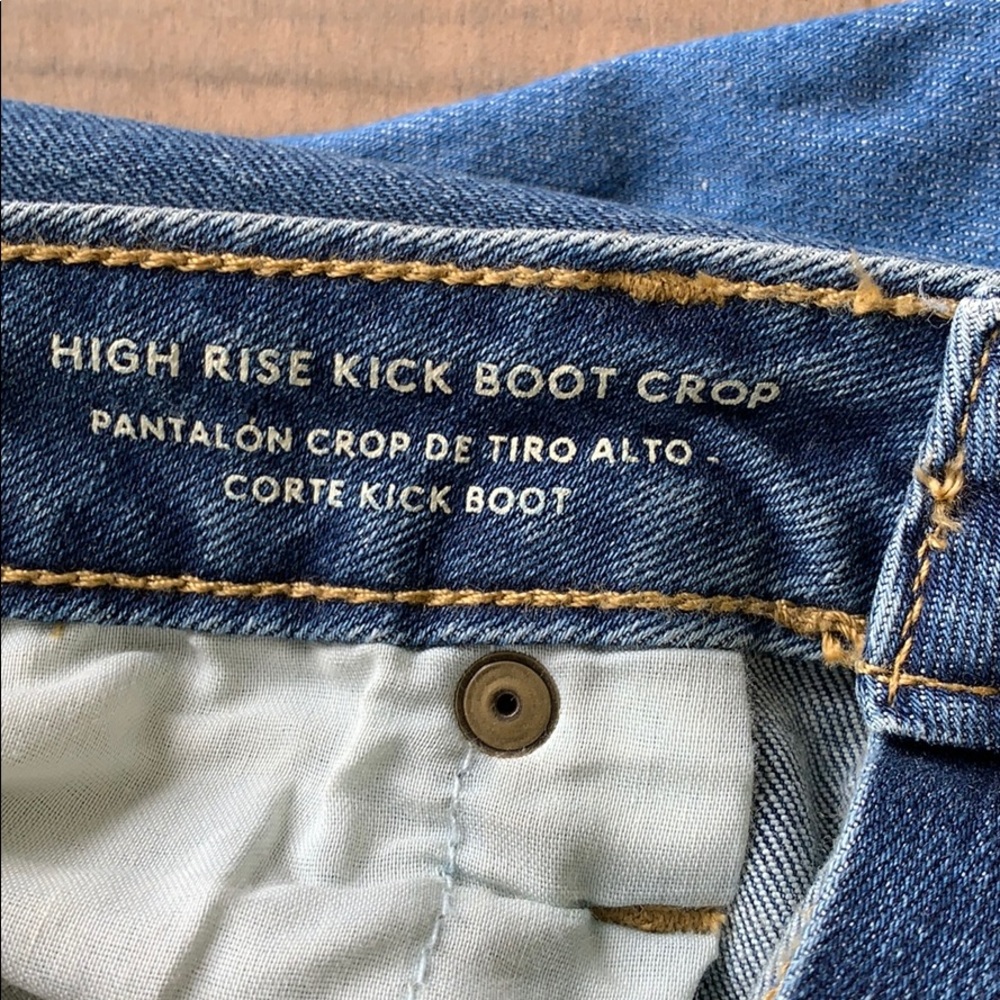 HIGH RISE KICK BOOT CROP
PANTALÓN CROP DE TIRO ALTO -
CORTE KICK BOOT